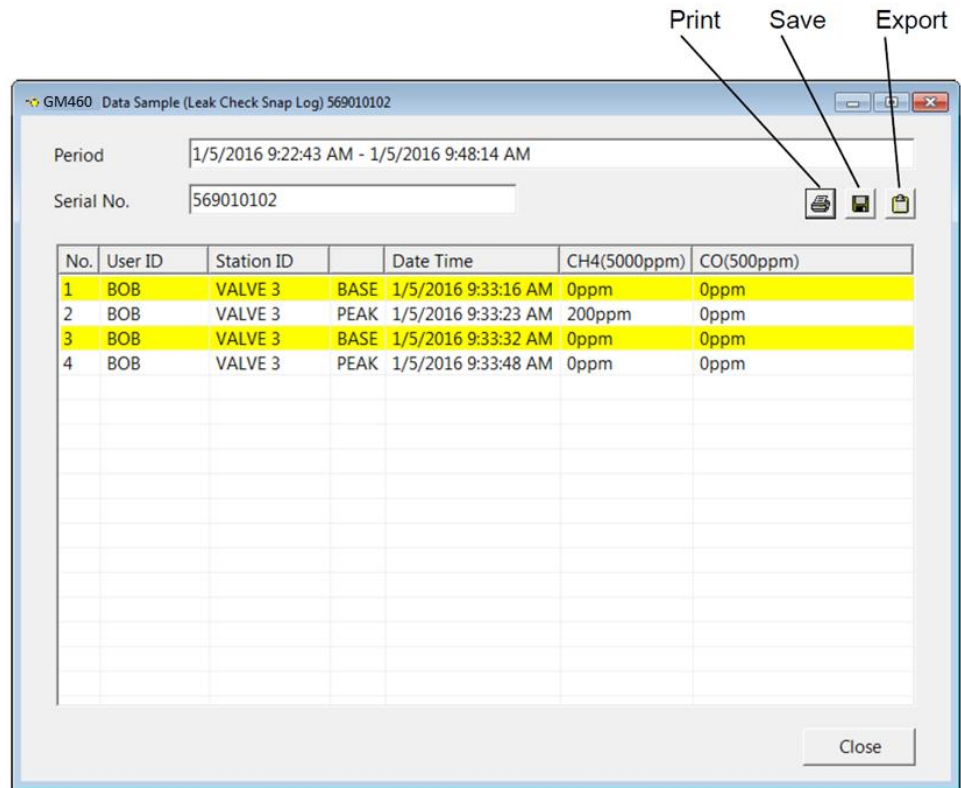 Print Save Export
GM460 Data Sample (Leak Check Snap Log) 569010102
Period 1/5/2016 9:22:43 AM - 1/5/2016 9:48:14 AM
Serial No. 569010102
No. User ID Station ID Date Time CH4(5000ppm) CO(500ppm)
1 BOB VALVE 3 BASE 1/5/2016 9:33:16 AM 0ppm 0ppm
2 BOB VALVE 3 PEAK 1/5/2016 9:33:23 AM 200ppm 0ppm
3 BOB VALVE 3 BASE 1/5/2016 9:33:32 AM 0ppm 0ppm
4 BOB VALVE 3 PEAK 1/5/2016 9:33:48 AM 0ppm 0ppm
Close